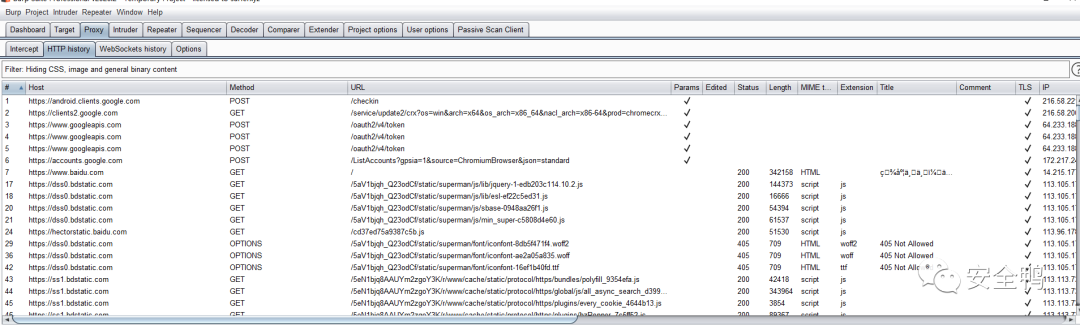 Burp Project Intruder Repeater Window Help
Dashboard Target Proxy Intruder Repeater Sequencer Decoder Comparer Extender Project options User options Passive Scan Client
Intercept HTTP history WebSockets history Options
Filter: Hiding CSS, image and general binary content
# Host Method URL Params Edited Status Length MIME t... Extension Title Comment TLS IP
1 https://android.clients.google.com POST /checkin ✓ ✓ 216.58.22
2 https://clients2.google.com GET /service/update2/crx?os=win&arch=x64&os_arch=x86_64&nacl_arch=x86-64&prod=chromecrx... ✓ ✓ 216.58.200
3 https://www.googleapis.com POST /oauth2/v4/token ✓ ✓ 64.233.188
4 https://www.googleapis.com POST /oauth2/v4/token ✓ ✓ 64.233.188
5 https://www.googleapis.com POST /oauth2/v4/token ✓ ✓ 64.233.188
6 https://accounts.google.com POST /ListAccounts?gpsia=1&source=ChromiumBrowser&json=standard ✓ ✓ 172.217.24
7 https://www.baidu.com GET / 200 342158 HTML ✓ 14.215.17
17 https://dss0.bdstatic.com GET /5aV1bjqh_Q23odCf/static/superman/js/lib/jquery-1-edb203c114.10.2.js 200 144373 script js ✓ 113.105.1
18 https://dss0.bdstatic.com GET /5aV1bjqh_Q23odCf/static/superman/js/lib/esl-ef22c5ed31.js 200 16666 script js ✓ 113.105.1
20 https://dss0.bdstatic.com GET /5aV1bjqh_Q23odCf/static/superman/js/sbase-0948aa26f1.js 200 54394 script js ✓ 113.105.1
21 https://dss0.bdstatic.com GET /5aV1bjqh_Q23odCf/static/superman/js/min_super-c5808d4e60.js 200 61537 script js ✓ 113.105.1
24 https://hectorstatic.baidu.com GET /cd37ed75a9387c5b.js 200 51530 script js ✓ 113.96.178
29 https://dss0.bdstatic.com OPTIONS /5aV1bjqh_Q23odCf/static/superman/font/iconfont-8db5f471f4.woff2 405 709 HTML woff2 405 Not Allowed ✓ 113.105.1
36 https://dss0.bdstatic.com OPTIONS /5aV1bjqh_Q23odCf/static/superman/font/iconfont-ae2a05a835.woff 405 709 HTML woff 405 Not Allowed ✓ 113.105.1
42 https://dss0.bdstatic.com OPTIONS /5aV1bjqh_Q23odCf/static/superman/font/iconfont-16ef1b40fd.ttf 405 709 HTML ttf 405 Not Allowed ✓ 113.105.1
43 https://ss1.bdstatic.com GET /5eN1bjq8AAUYm2zgoY3K/r/www/cache/static/protocol/https/bundles/polyfill_9354efa.js 200 42418 script js ✓ 113.113.7
44 https://ss1.bdstatic.com GET /5eN1bjq8AAUYm2zgoY3K/r/www/cache/static/protocol/https/global/js/all_async_search_d399... 200 343964 script js ✓ 113.113.7
45 https://ss1.bdstatic.com GET /5eN1bjq8AAUYm2zgoY3K/r/www/cache/static/protocol/https/plugins/every_cookie_4644b13.js 200 3854 script js ✓ 113.113.7
安全鸭